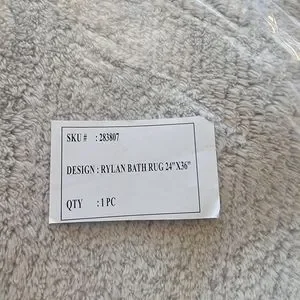 SKU # : 283807
DESIGN : RYLAN BATH RUG 24"X36"
QTY : 1 PC